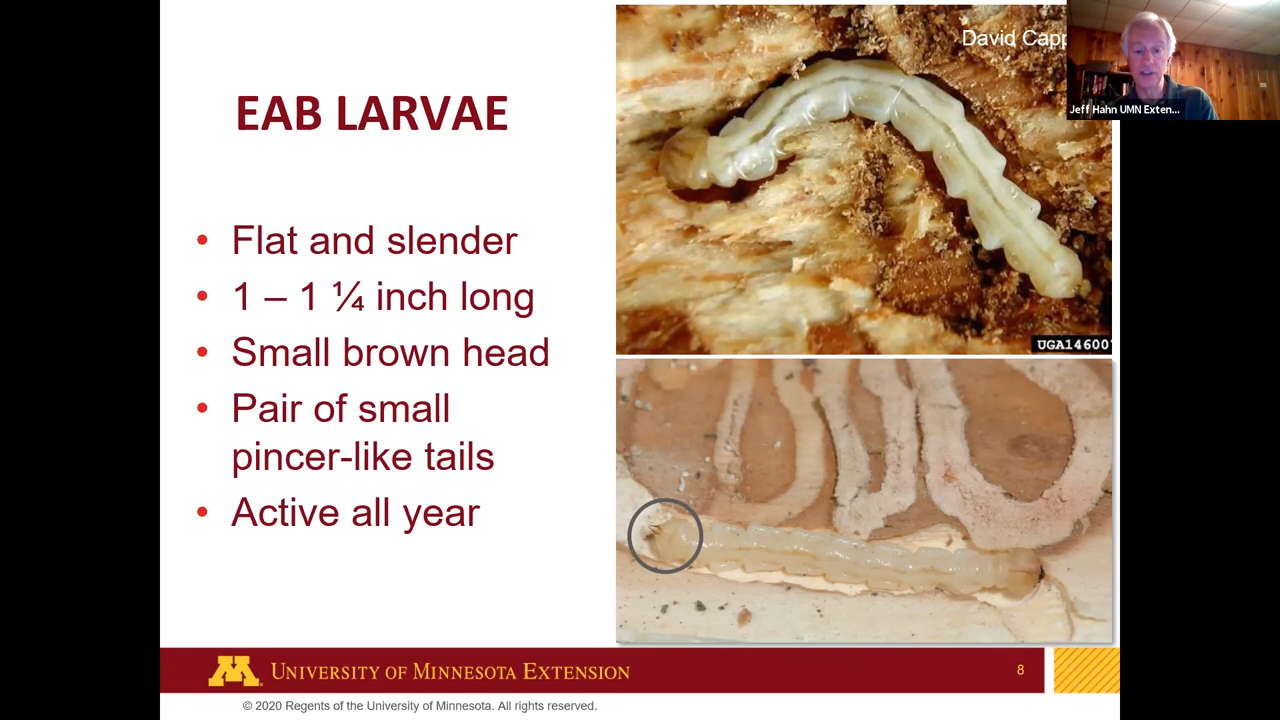 EAB LARVAE
• Flat and slender
• 1 – 1 ¼ inch long
• Small brown head
• Pair of small
pincer-like tails
• Active all year
David Capp
Jeff Hahn UMN Exten...
UGA14600
UNIVERSITY OF MINNESOTA EXTENSION
8
© 2020 Regents of the University of Minnesota. All rights reserved.